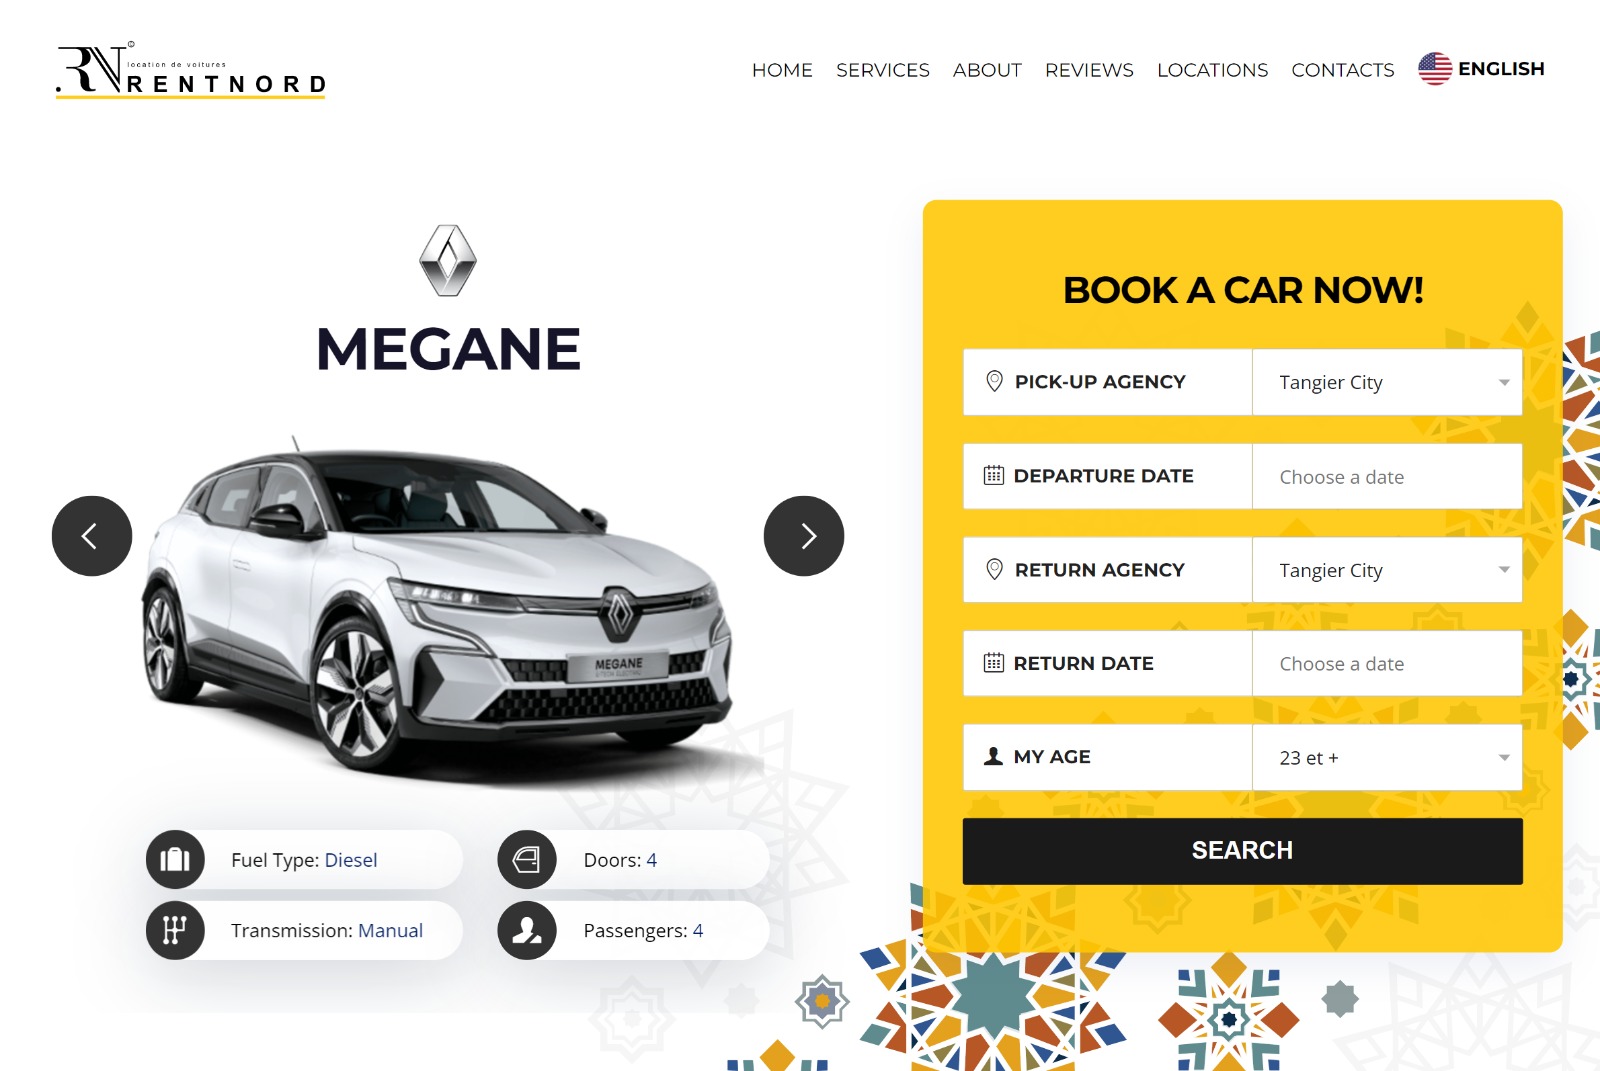 location de voitures
RENTNORD
HOME SERVICES ABOUT REVIEWS LOCATIONS CONTACTS ENGLISH
MEGANE
MEGANE
BOOK A CAR NOW!
PICK-UP AGENCY Tangier City
DEPARTURE DATE Choose a date
RETURN AGENCY Tangier City
RETURN DATE Choose a date
MY AGE 23 et +
SEARCH
Fuel Type: Diesel
Doors: 4
Transmission: Manual
Passengers: 4